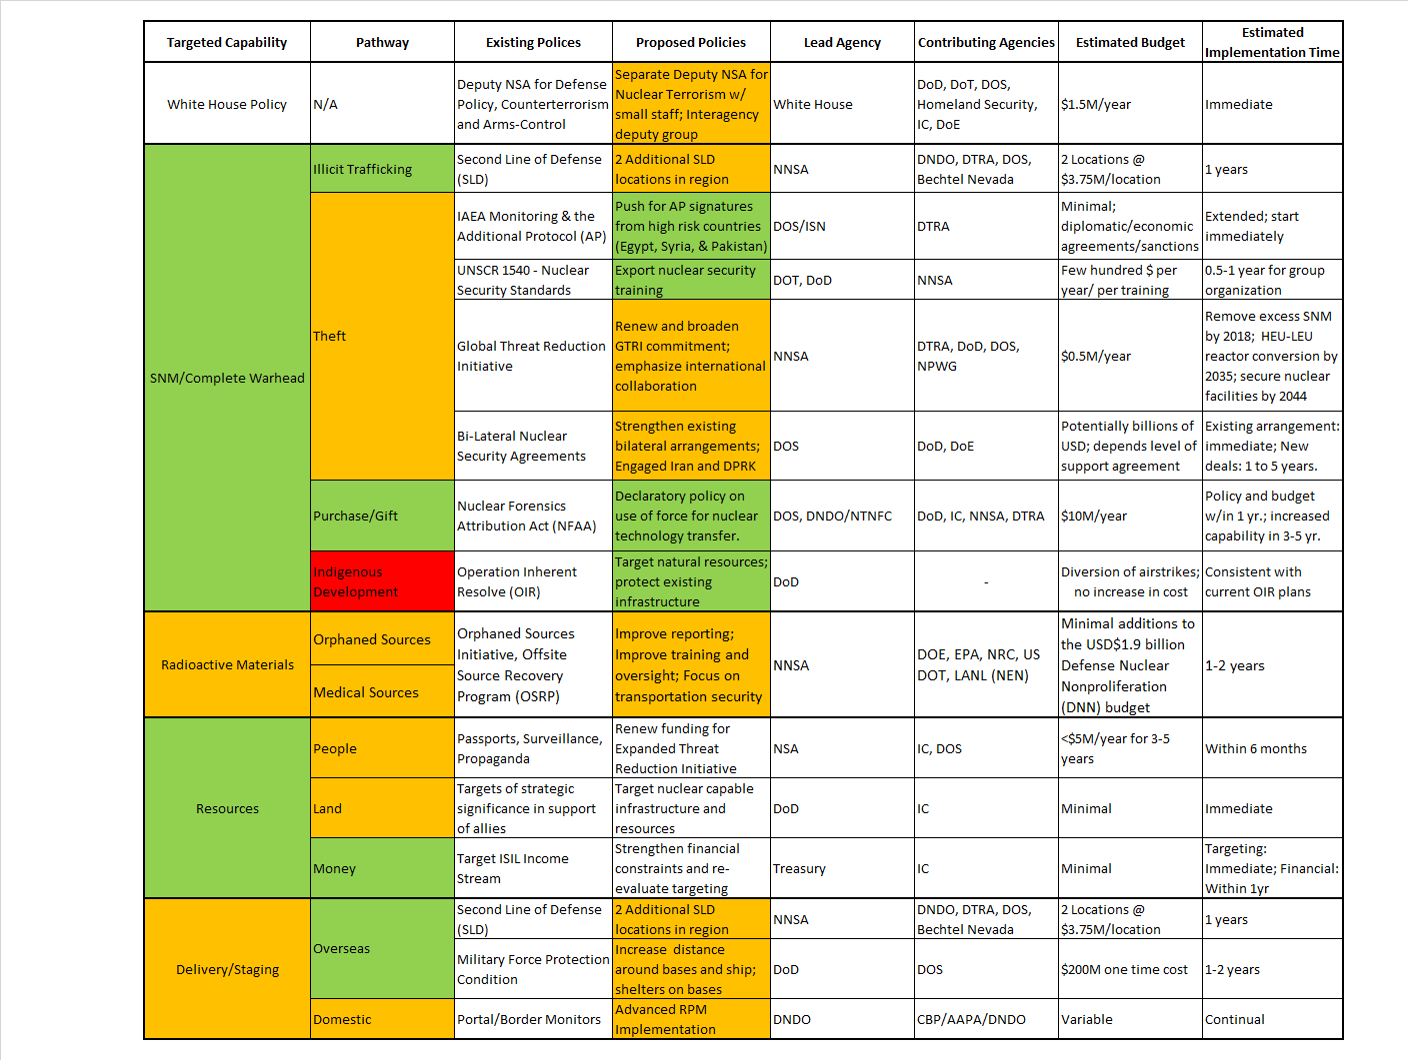 Targeted Capability
Pathway
Existing Polices
Proposed Policies
Lead Agency
Contributing Agencies
Estimated Budget
Estimated
Implementation Time
White House Policy
N/A
Deputy NSA for Defense
Policy, Counterterrorism
and Arms-Control
Separate Deputy NSA for
Nuclear Terrorism w/
small staff; Interagency
deputy group
White House
DoD, DoT, DOS,
Homeland Security,
IC, DoE
$1.5M/year
Immediate
SNM/Complete Warhead
Illicit Trafficking
Second Line of Defense
(SLD)
2 Additional SLD
locations in region
NNSA
DNDO, DTRA, DOS,
Bechtel Nevada
2 Locations @
$3.75M/location
1 years
Theft
IAEA Monitoring & the
Additional Protocol (AP)
Push for AP signatures
from high risk countries
(Egypt, Syria, & Pakistan)
DOS/ISN
DTRA
Minimal;
diplomatic/economic
agreements/sanctions
Extended; start
immediately
UNSCR 1540 - Nuclear
Security Standards
Export nuclear security
training
DOT, DoD
NNSA
Few hundred $ per
year/ per training
0.5-1 year for group
organization
Global Threat Reduction
Initiative
Renew and broaden
GTRI commitment;
emphasize international
collaboration
NNSA
DTRA, DoD, DOS,
NPWG
$0.5M/year
Remove excess SNM
by 2018;  HEU-LEU
reactor conversion by
2035; secure nuclear
facilities by 2044
Bi-Lateral Nuclear
Security Agreements
Strengthen existing
bilateral arrangements;
Engaged Iran and DPRK
DOS
DoD, DoE
Potentially billions of
USD; depends level of
support agreement
Existing arrangement:
immediate; New
deals: 1 to 5 years.
Purchase/Gift
Nuclear Forensics
Attribution Act (NFAA)
Declaratory policy on
use of force for nuclear
technology transfer.
DOS, DNDO/NTNFC
DoD, IC, NNSA, DTRA
$10M/year
Policy and budget
w/in 1 yr.; increased
capability in 3-5 yr.
Indigenous
Development
Operation Inherent
Resolve (OIR)
Target natural resources;
protect existing
infrastructure
DoD
-
Diversion of airstrikes;
no increase in cost
Consistent with
current OIR plans
Radioactive Materials
Orphaned Sources
Medical Sources
Orphaned Sources
Initiative, Offsite
Source Recovery
Program (OSRP)
Improve reporting;
Improve training and
oversight; Focus on
transportation security
NNSA
DOE, EPA, NRC, US
DOT, LANL (NEN)
Minimal additions to
the USD$1.9 billion
Defense Nuclear
Nonproliferation
(DNN) budget
1-2 years
Resources
People
Passports, Surveillance,
Propaganda
Renew funding for
Expanded Threat
Reduction Initiative
NSA
IC, DOS
<$5M/year for 3-5
years
Within 6 months
Land
Targets of strategic
significance in support
of allies
Target nuclear capable
infrastructure and
resources
DoD
IC
Minimal
Immediate
Money
Target ISIL Income
Stream
Strengthen financial
constraints and re-
evaluate targeting
Treasury
IC
Minimal
Targeting:
Immediate; Financial:
Within 1yr
Delivery/Staging
Overseas
Second Line of Defense
(SLD)
2 Additional SLD
locations in region
NNSA
DNDO, DTRA, DOS,
Bechtel Nevada
2 Locations @
$3.75M/location
1 years
Military Force Protection
Condition
Increase  distance
around bases and ship;
shelters on bases
DoD
DOS
$200M one time cost
1-2 years
Domestic
Portal/Border Monitors
Advanced RPM
Implementation
DNDO
CBP/AAPA/DNDO
Variable
Continual